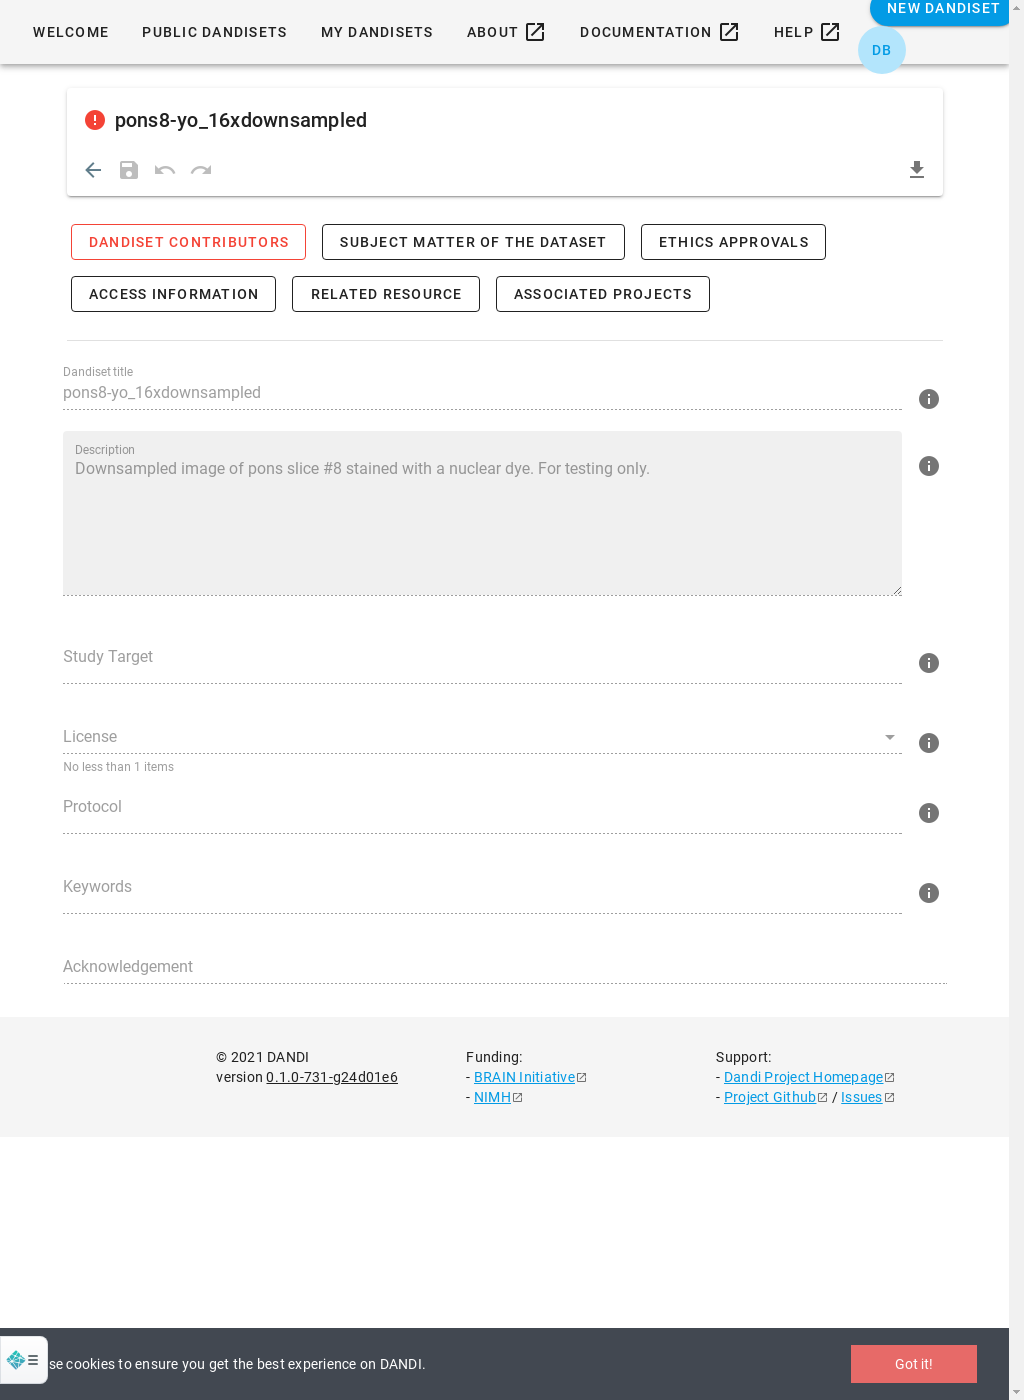 WELCOME PUBLIC DANDISETS MY DANDISETS ABOUT DOCUMENTATION HELP NEW DANDISET
DB
pons8-yo_16xdownsampled
DANDISET CONTRIBUTORS SUBJECT MATTER OF THE DATASET ETHICS APPROVALS
ACCESS INFORMATION RELATED RESOURCE ASSOCIATED PROJECTS
Dandiset title
pons8-yo_16xdownsampled
Description
Downsampled image of pons slice #8 stained with a nuclear dye. For testing only.
Study Target
License
No less than 1 items
Protocol
Keywords
Acknowledgement
© 2021 DANDI
version 0.1.0-731-g24d01e6
Funding:
- BRAIN Initiative
- NIMH
Support:
- Dandi Project Homepage
- Project Github / Issues
se cookies to ensure you get the best experience on DANDI.
Got it!